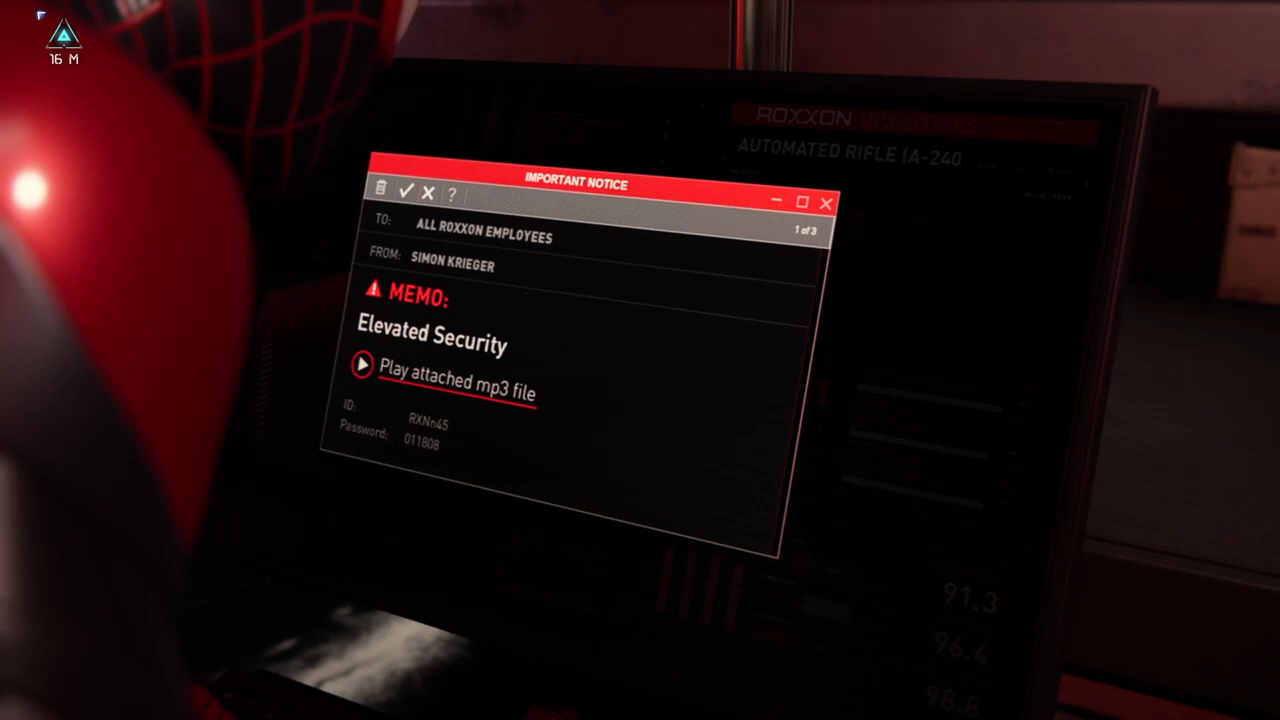 16 M
ROXXON INDUSTRIES
AUTOMATED RIFLE (A-240
IMPORTANT NOTICE
?
1 of 3
TO: ALL ROXXON EMPLOYEES
FROM: SIMON KRIEGER
MEMO:
Elevated Security
Play attached mp3 file
ID: RXNn45
Password: 011808
91.3
96.4
98.8